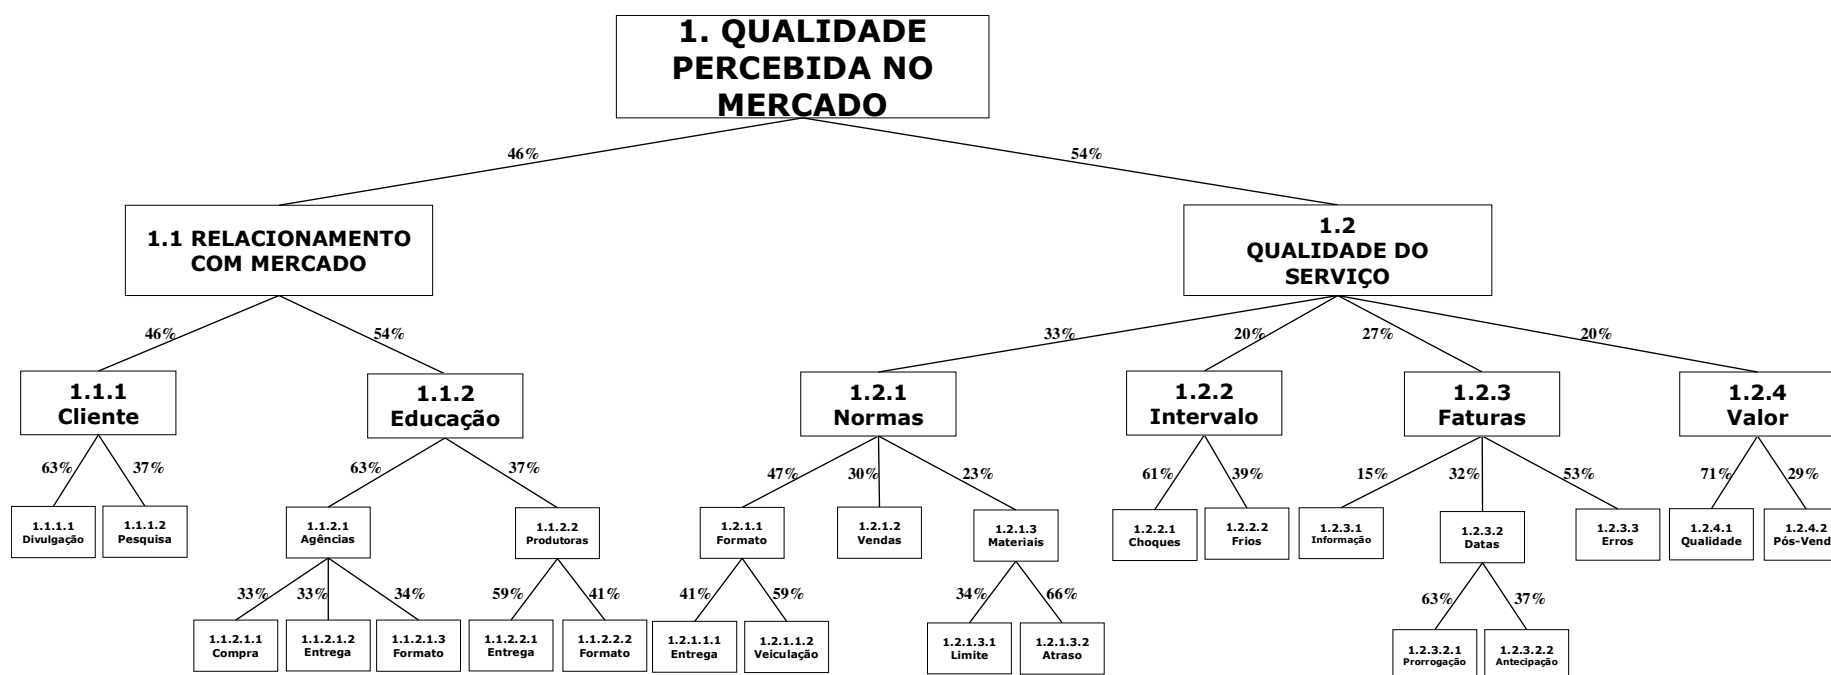 1. QUALIDADE
PERCEBIDA NO
MERCADO
46%
54%
1.1 RELACIONAMENTO
COM MERCADO
1.2
QUALIDADE DO
SERVIÇO
46%
54%
33%
20%
27%
20%
1.1.1
Cliente
1.1.2
Educação
1.2.1
Normas
1.2.2
Intervalo
1.2.3
Faturas
1.2.4
Valor
63%
37%
63%
37%
47%
30%
23%
61%
39%
15%
32%
53%
71%
29%
1.1.1.1
Divulgação
1.1.1.2
Pesquisa
1.1.2.1
Agências
1.1.2.2
Produtoras
1.2.1.1
Formato
1.2.1.2
Vendas
1.2.1.3
Materiais
1.2.2.1
Choques
1.2.2.2
Frios
1.2.3.1
Informação
1.2.3.2
Datas
1.2.3.3
Erros
1.2.4.1
Qualidade
1.2.4.2
Pós-Vend
33%
33%
34%
59%
41%
41%
59%
34%
66%
63%
37%
1.1.2.1.1
Compra
1.1.2.1.2
Entrega
1.1.2.1.3
Formato
1.1.2.2.1
Entrega
1.1.2.2.2
Formato
1.2.1.1.1
Entrega
1.2.1.1.2
Veiculação
1.2.1.3.1
Limite
1.2.1.3.2
Atraso
1.2.3.2.1
Prorrogação
1.2.3.2.2
Antecipação